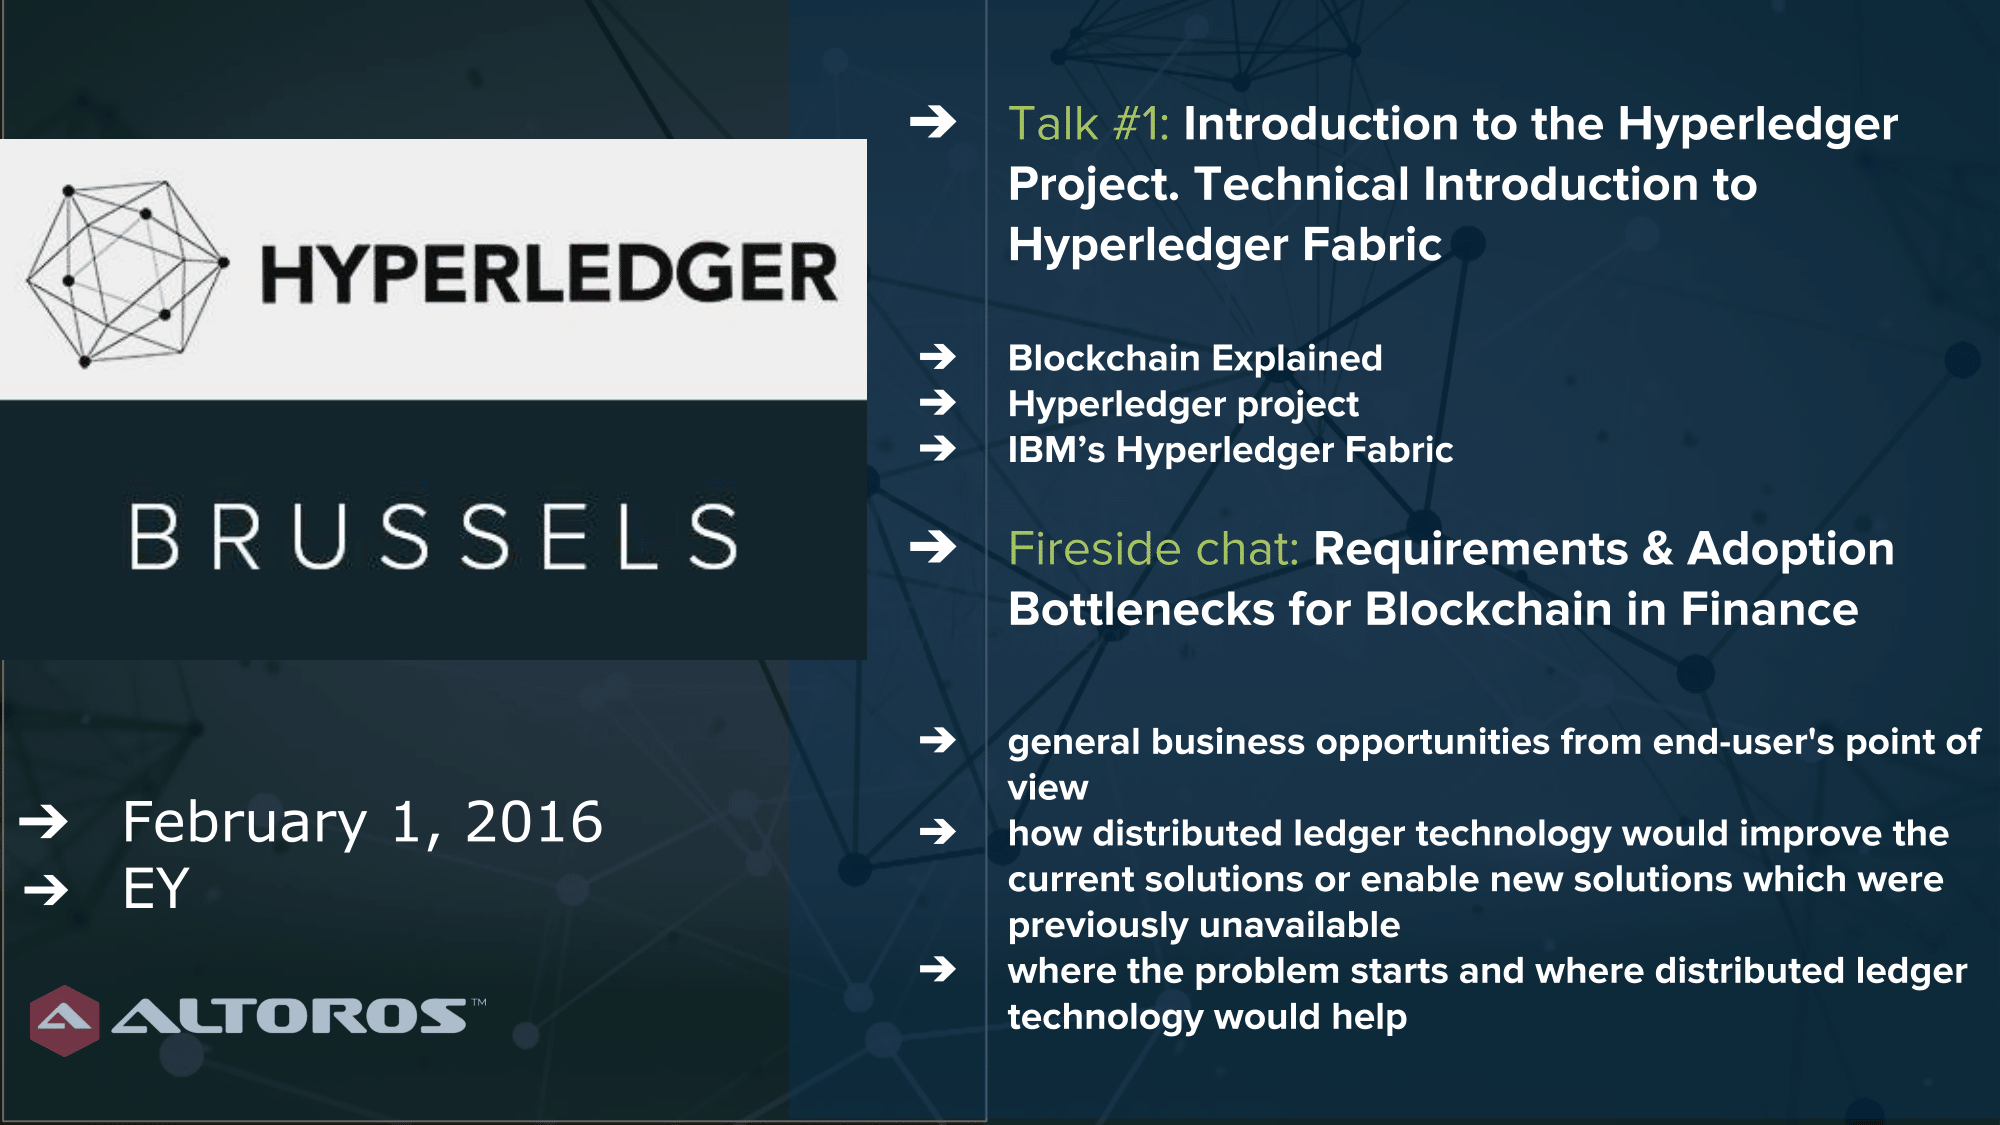 HYPERLEDGER
BRUSSELS
➔ February 1, 2016
➔ EY
ALTOROS™
➔ Talk #1: Introduction to the Hyperledger
Project. Technical Introduction to
Hyperledger Fabric
➔ Blockchain Explained
➔ Hyperledger project
➔ IBM’s Hyperledger Fabric
➔ Fireside chat: Requirements & Adoption
Bottlenecks for Blockchain in Finance
➔ general business opportunities from end-user's point of
view
➔ how distributed ledger technology would improve the
current solutions or enable new solutions which were
previously unavailable
➔ where the problem starts and where distributed ledger
technology would help